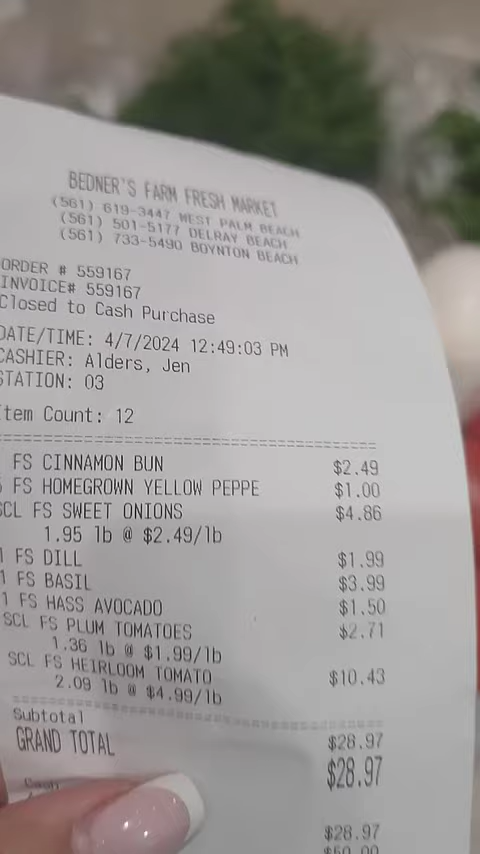 BEDNER'S FARM FRESH MARKET
(561) 619-3447 WEST PALM BEACH
(561) 501-5177 DELRAY BEACH
(561) 733-5490 BOYNTON BEACH
ORDER # 559167
INVOICE# 559167
Closed to Cash Purchase
DATE/TIME: 4/7/2024 12:49:03 PM
CASHIER: Alders, Jen
STATION: 03
Item Count: 12
FS CINNAMON BUN $2.49
FS HOMEGROWN YELLOW PEPPE $1.00
SCL FS SWEET ONIONS $4.86
1.95 lb @ $2.49/lb
1 FS DILL $1.99
1 FS BASIL $3.99
1 FS HASS AVOCADO $1.50
SCL FS PLUM TOMATOES $2.71
1.36 lb @ $1.99/lb
SCL FS HEIRLOOM TOMATO $10.43
2.09 lb @ $4.99/lb
Subtotal $28.97
GRAND TOTAL $28.97
Cash
$28.97